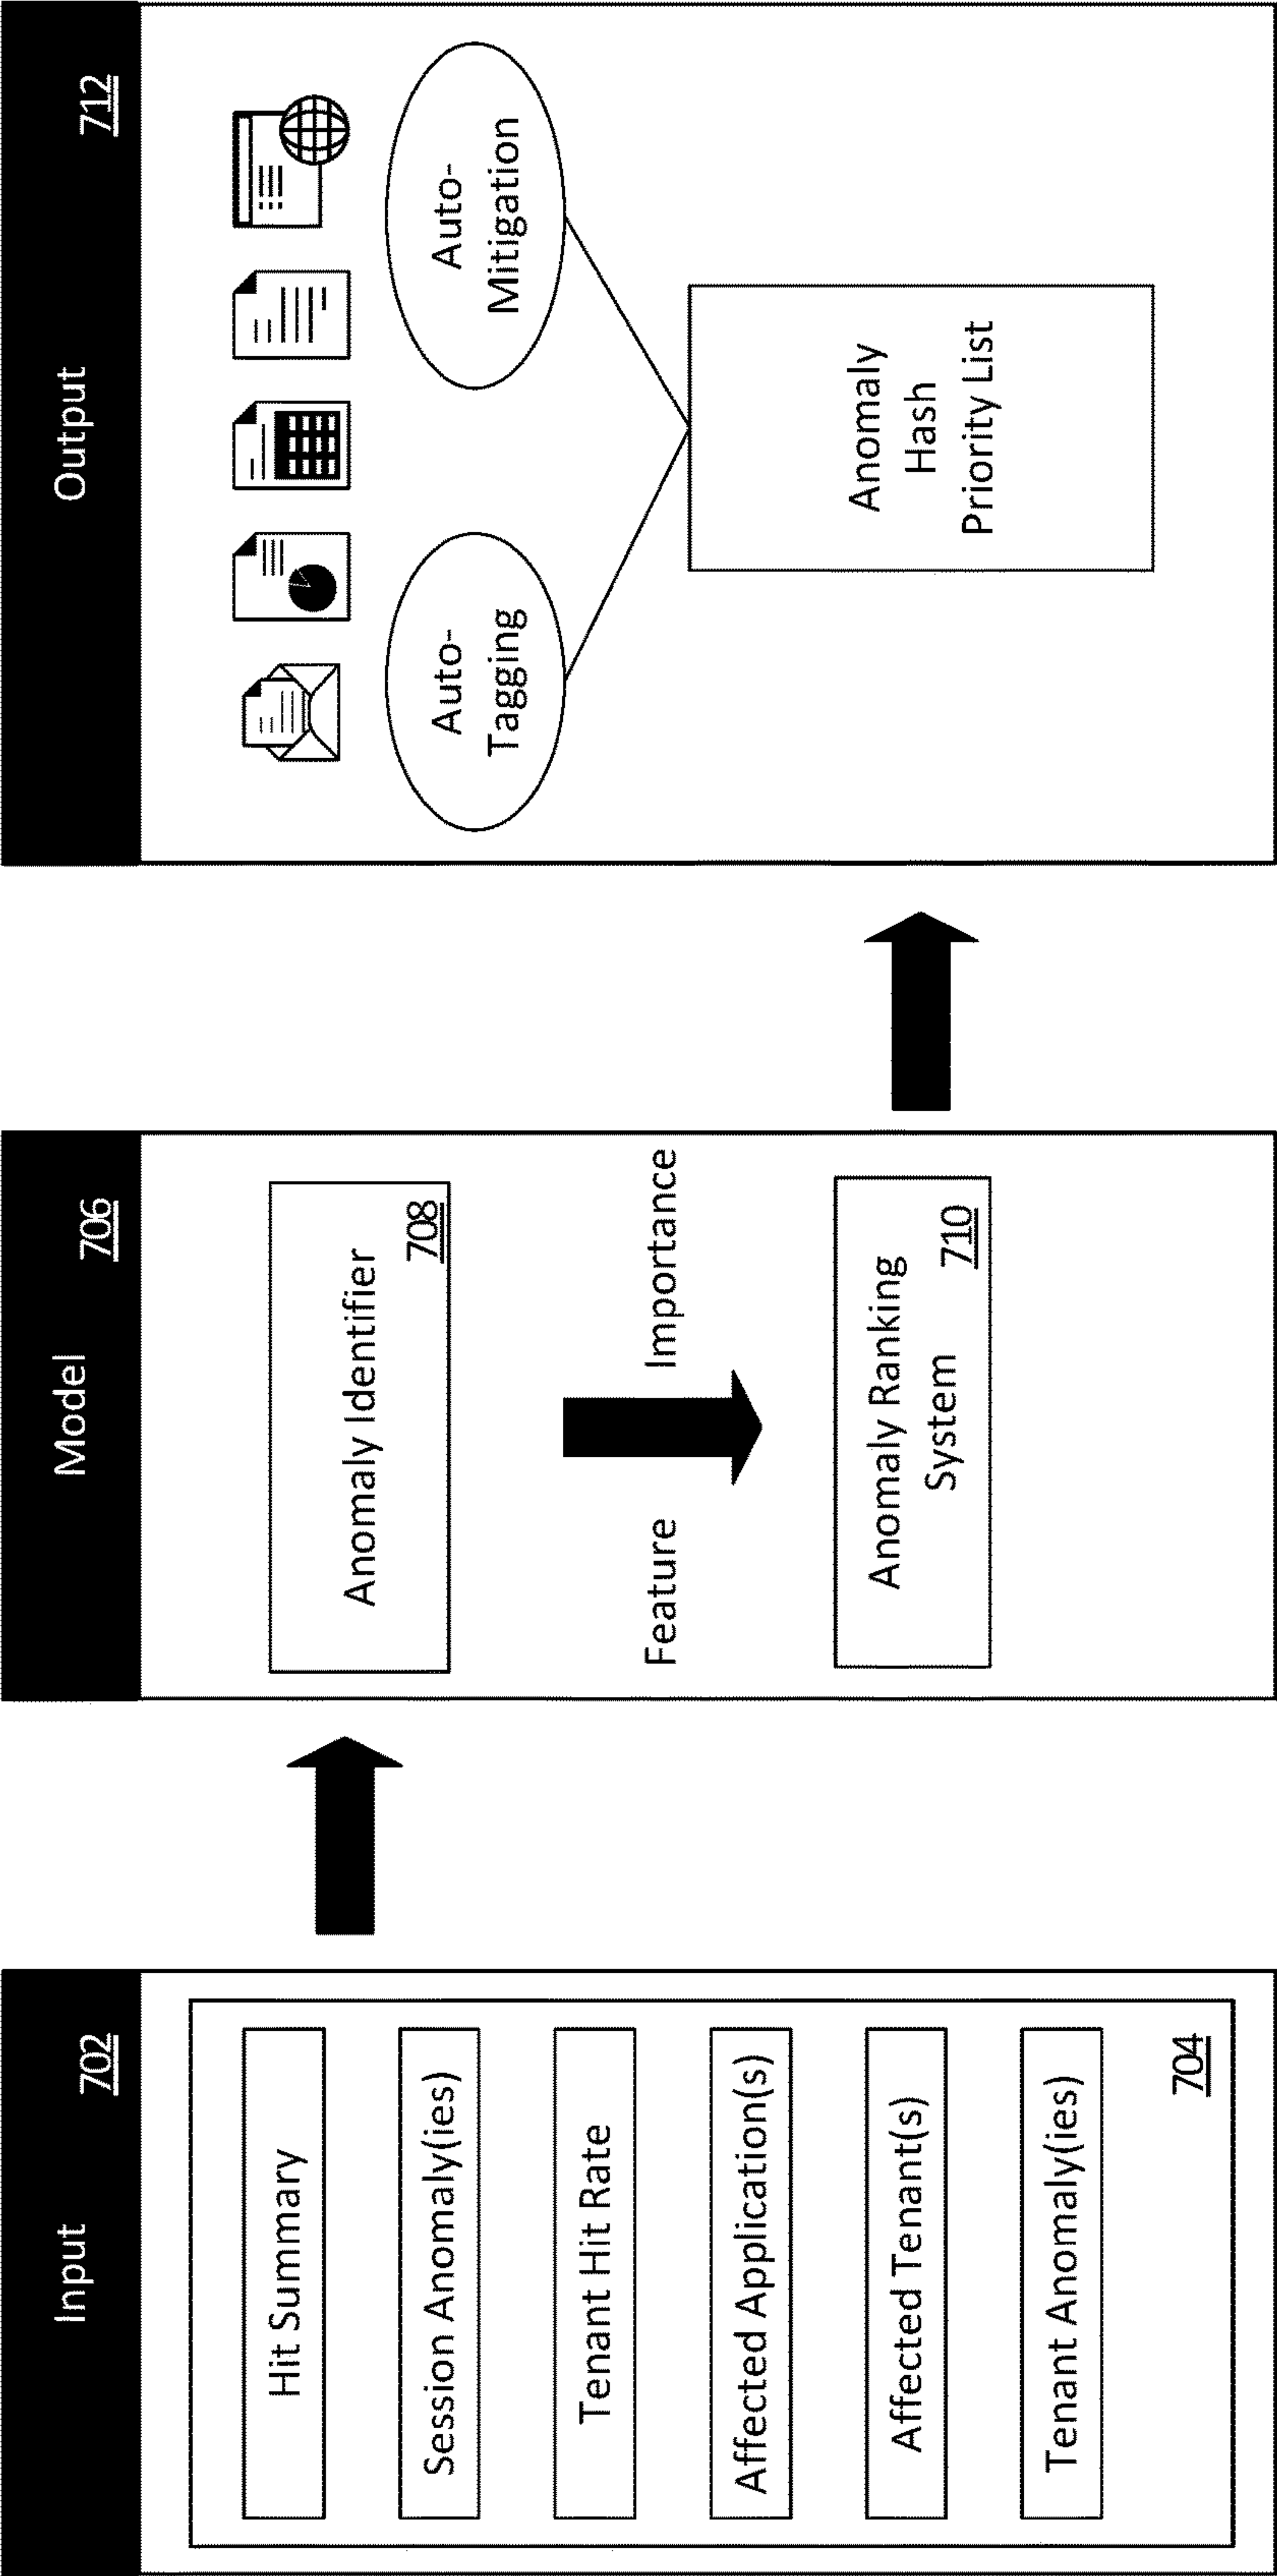 Input
702
Hit Summary
Session Anomaly(ies)
Tenant Hit Rate
Affected Application(s)
Affected Tenant(s)
Tenant Anomaly(ies)
704
Model
706
Anomaly Identifier
708
Feature
Importance
Anomaly Ranking
System
710
Output
712
Auto-
Tagging
Auto-
Mitigation
Anomaly
Hash
Priority List